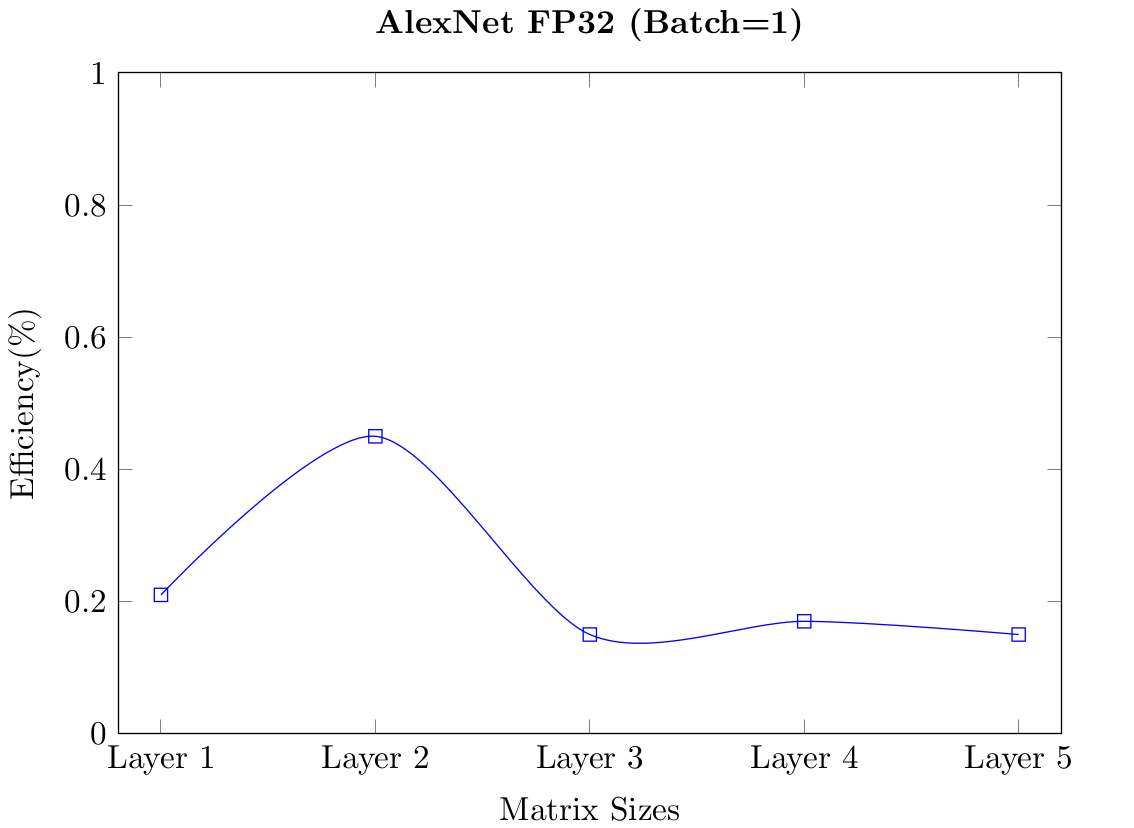 AlexNet FP32 (Batch=1)
1
0.8
0.6
0.4
0.2
0
Efficiency(%)
Layer 1 Layer 2 Layer 3 Layer 4 Layer 5
Matrix Sizes